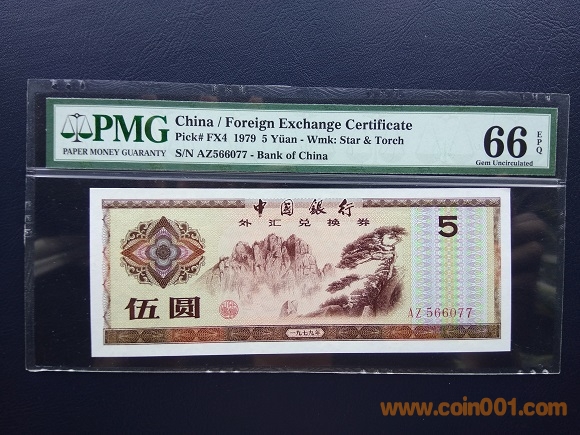 PMG
PAPER MONEY GUARANTY
China / Foreign Exchange Certificate
Pick# FX4 1979 5 Yüan - Wmk: Star & Torch
S/N AZ566077 - Bank of China
66 EPQ
Gem Uncirculated
中國銀行
外汇兑换券
5
伍圆
AZ 566077
一九七九年
www.coin001.com